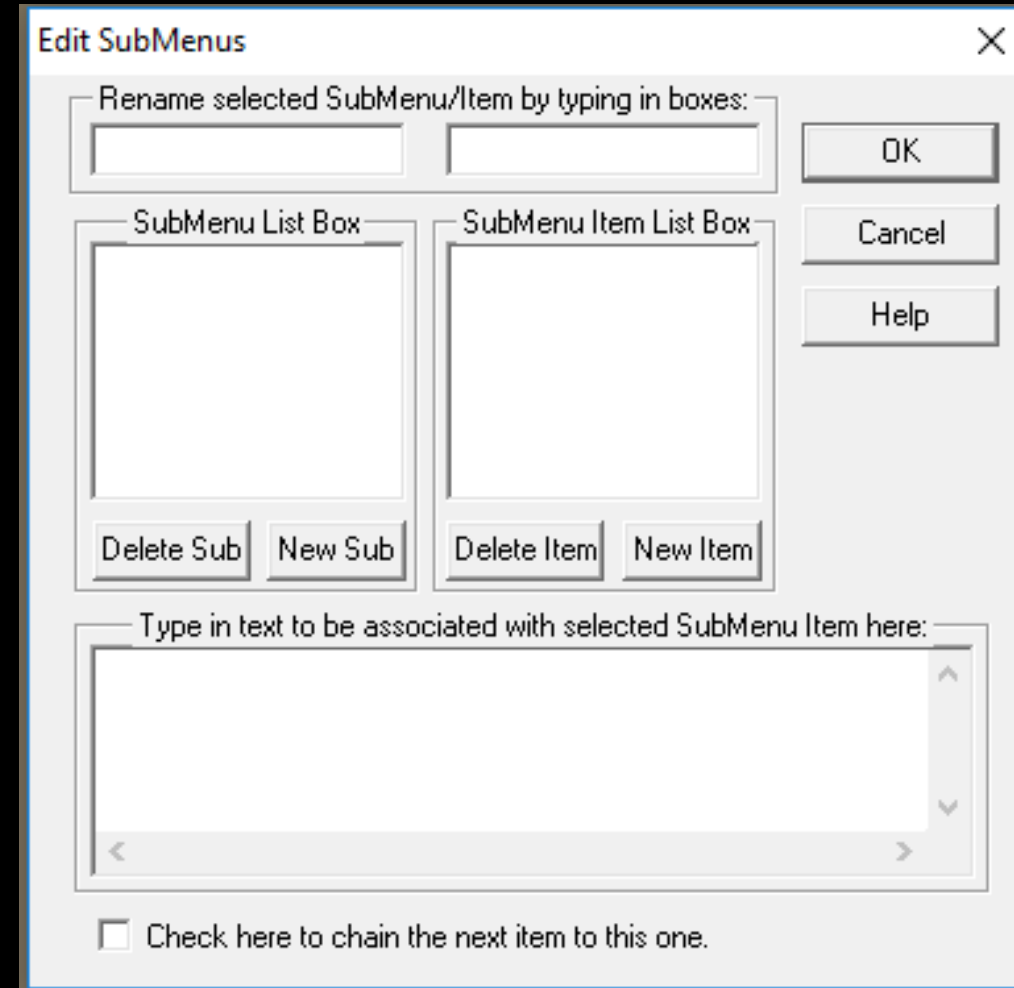 Edit SubMenus
Rename selected SubMenu/Item by typing in boxes:
OK
SubMenu List Box
SubMenu Item List Box
Cancel
Help
Delete Sub
New Sub
Delete Item
New Item
Type in text to be associated with selected SubMenu Item here:
Check here to chain the next item to this one.